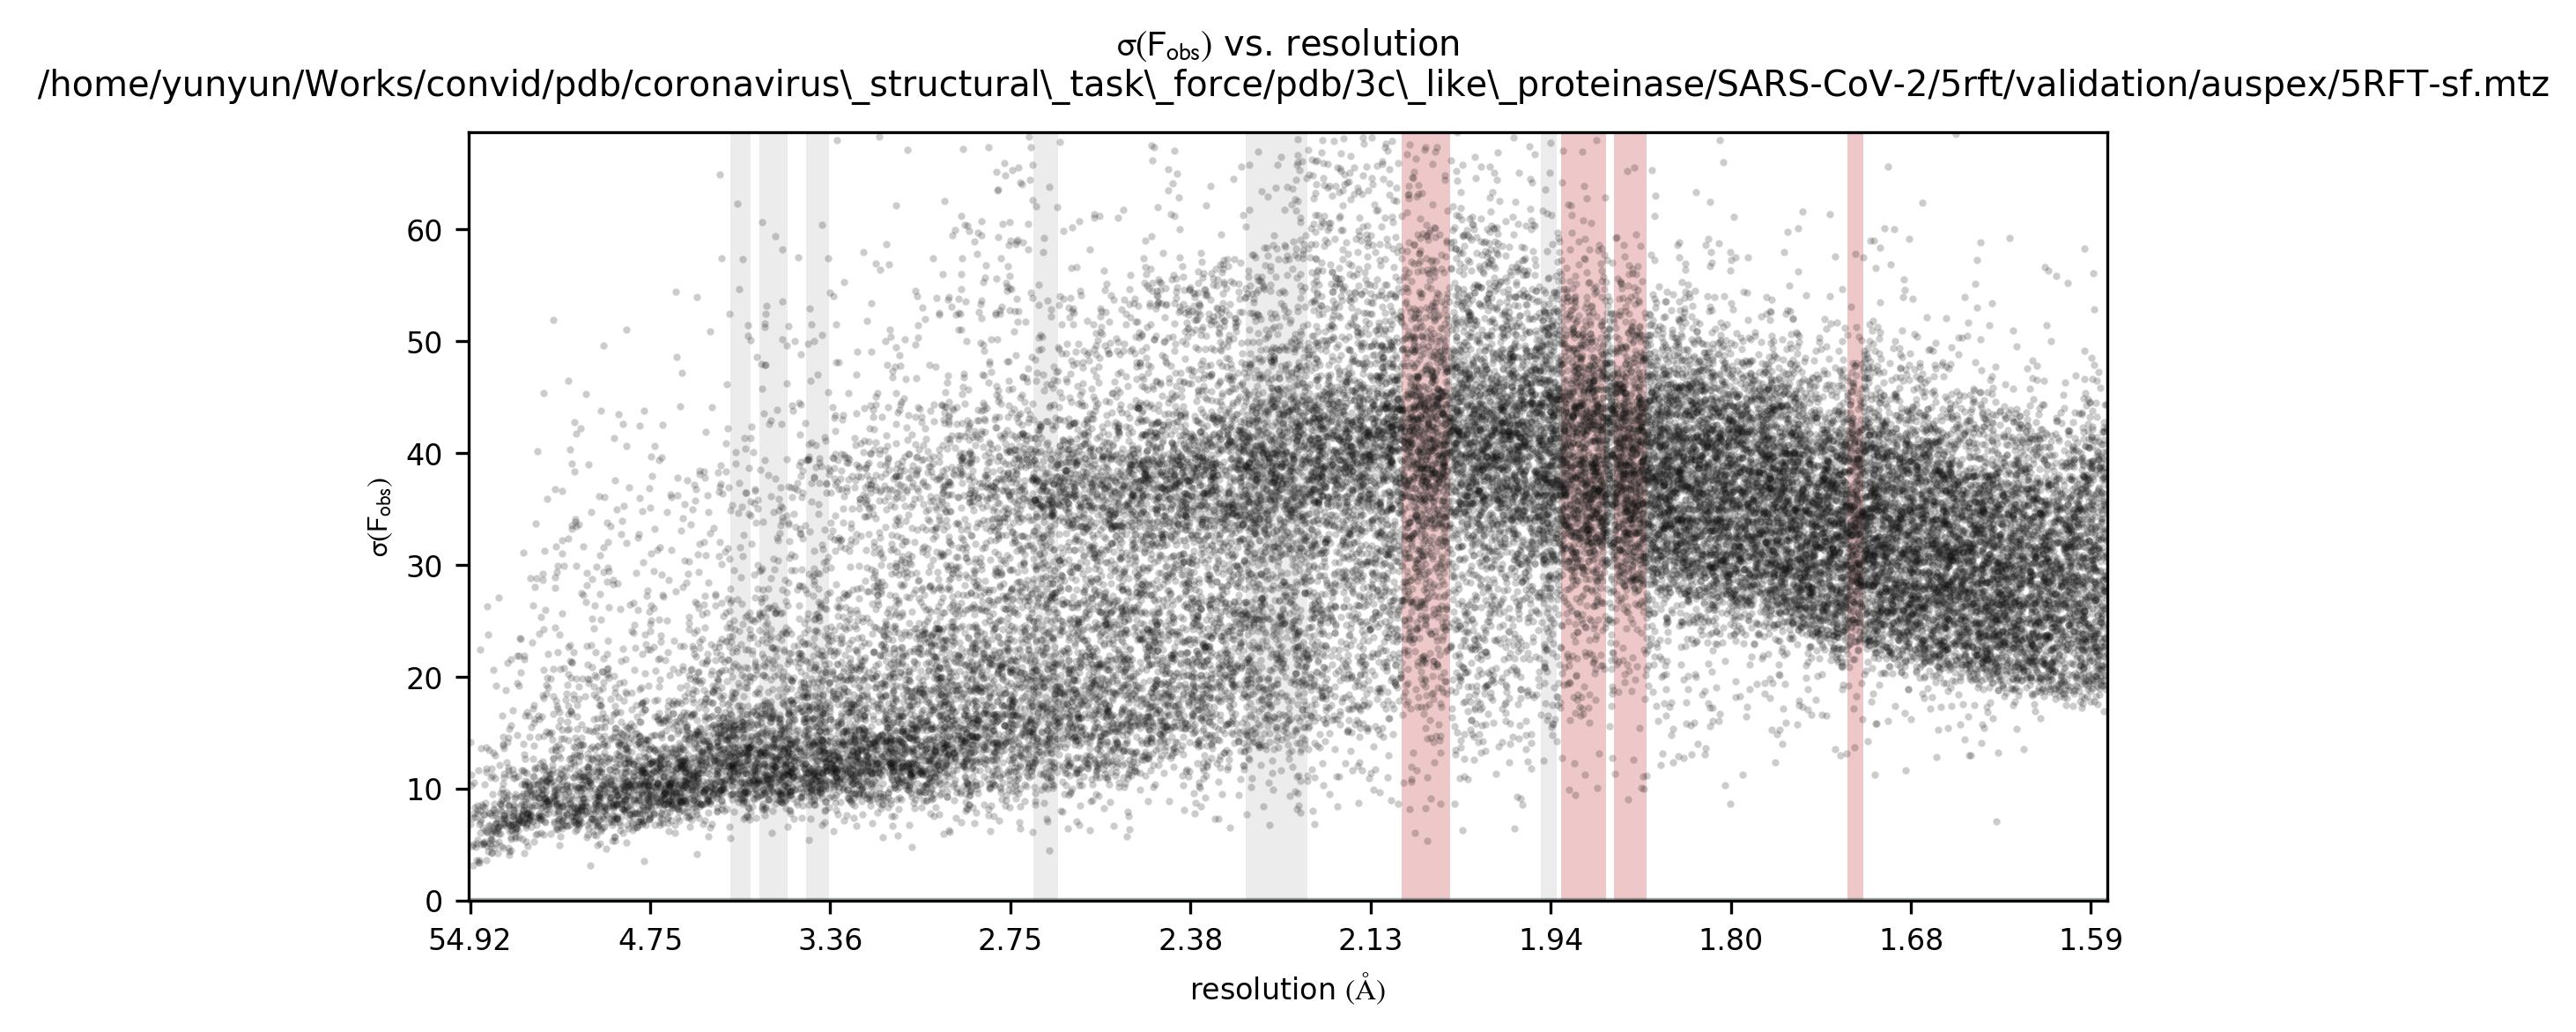 σ(Fobs) vs. resolution
/home/yunyun/Works/convid/pdb/coronavirus\_structural\_task\_force/pdb/3c\_like\_proteinase/SARS-CoV-2/5rft/validation/auspex/5RFT-sf.mtz
60
50
40
30
20
10
0
σ(Fobs)
54.92 4.75 3.36 2.75 2.38 2.13 1.94 1.80 1.68 1.59
resolution (Å)